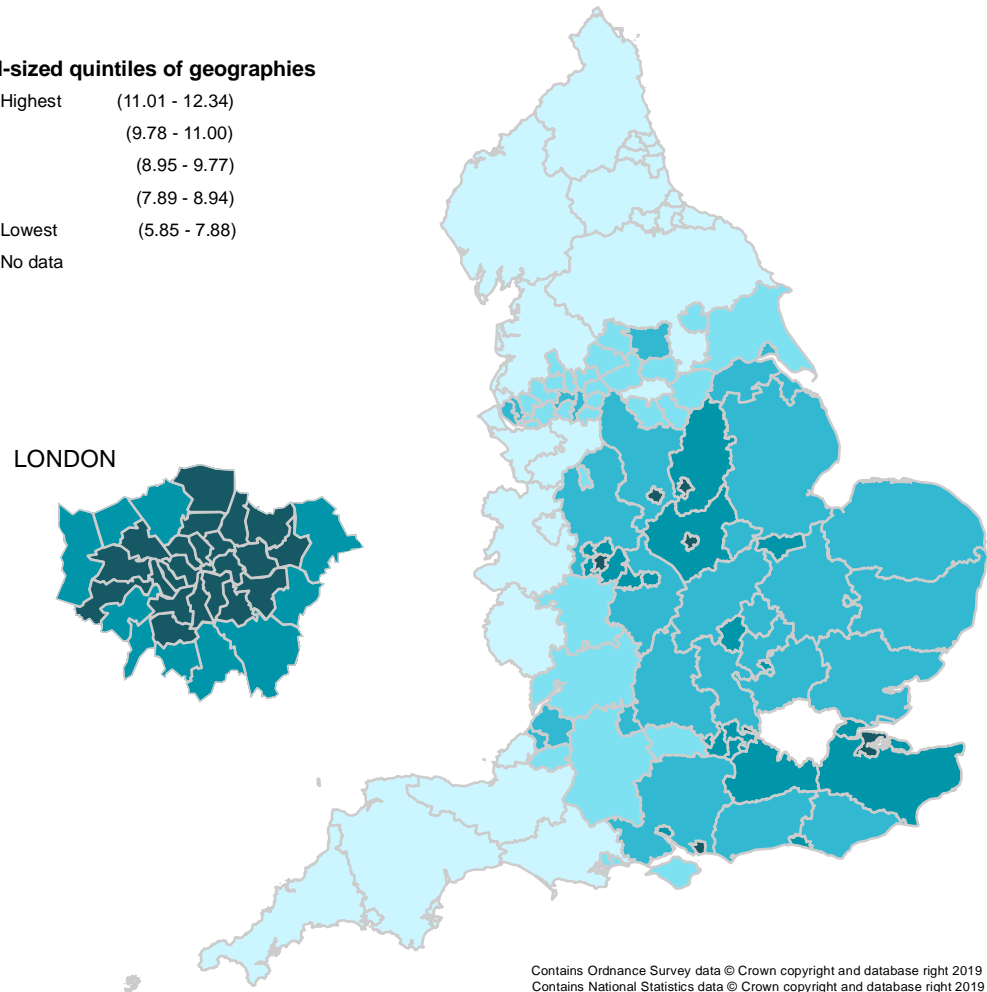 l-sized quintiles of geographies
Highest (11.01 - 12.34)
(9.78 - 11.00)
(8.95 - 9.77)
(7.89 - 8.94)
Lowest (5.85 - 7.88)
No data
LONDON
Contains Ordnance Survey data © Crown copyright and database right 2019
Contains National Statistics data © Crown copyright and database right 2019